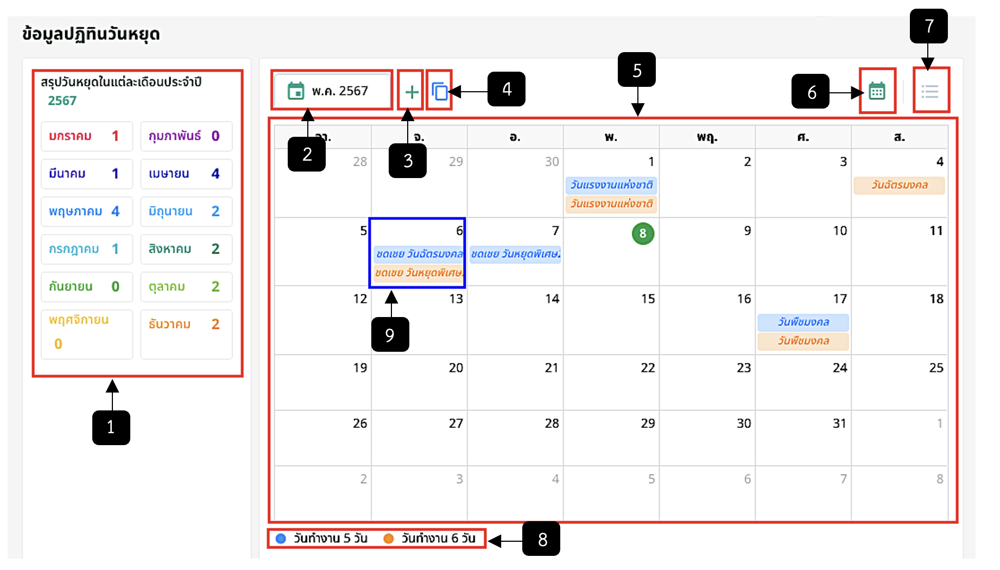 ข้อมูลปฏิทินวันหยุด
7
5
4
6
สรุปวันหยุดในแต่ละเดือนประจำปี
2567
พ.ค. 2567
มกราคม 1 กุมภาพันธ์ 0
มีนาคม 1 เมษายน 4
พฤษภาคม 4 มิถุนายน 2
กรกฎาคม 1 สิงหาคม 2
กันยายน 0 ตุลาคม 2
พฤศจิกายน 0 ธันวาคม 2
1
2
3
จ. อ. พ. พฤ. ศ. ส.
28 29 30 1 2 3 4
วันแรงงานแห่งชาติ วันฉัตรมงคล
วันแรงงานแห่งชาติ
5 6 7 8 9 10 11
ชดเชย วันฉัตรมงคล ชดเชย วันหยุดพิเศษ
ชดเชย วันหยุดพิเศษ
12 13 14 15 16 17 18
วันพืชมงคล
วันพืชมงคล
9
19 20 21 22 23 24 25
26 27 28 29 30 31 1
2 3 4 5 6 7 8
วันทำงาน 5 วัน วันทำงาน 6 วัน
8